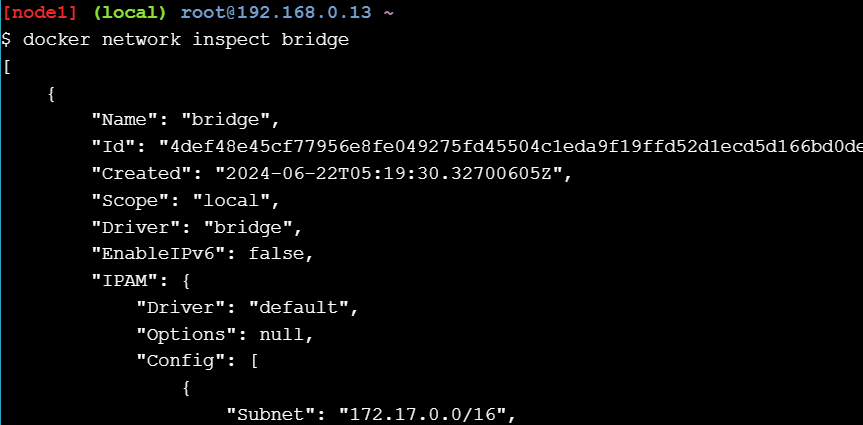 [node1] (local) root@192.168.0.13 ~
$ docker network inspect bridge
[
    {
        "Name": "bridge",
        "Id": "4def48e45cf77956e8fe049275fd45504c1eda9f19ffd52d1ecd5d166bd0de
        "Created": "2024-06-22T05:19:30.32700605Z",
        "Scope": "local",
        "Driver": "bridge",
        "EnableIPv6": false,
        "IPAM": {
            "Driver": "default",
            "Options": null,
            "Config": [
                {
                    "Subnet": "172.17.0.0/16",